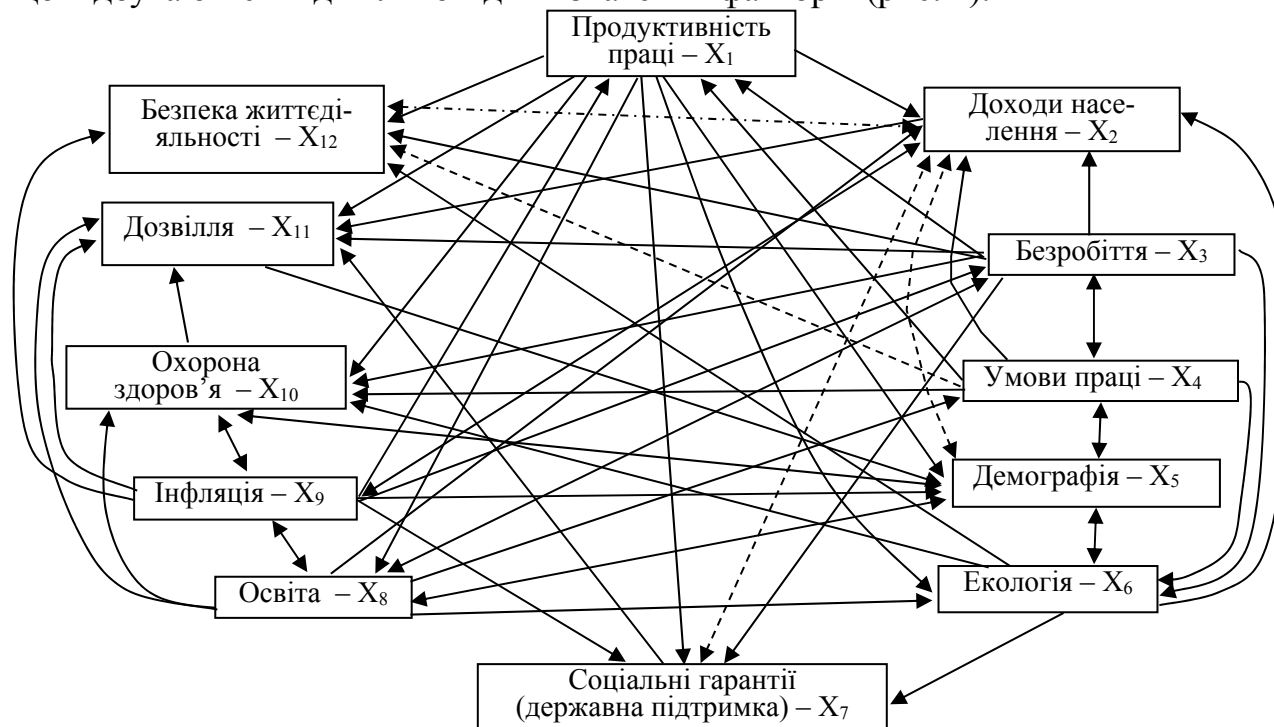 Продуктивність
праці – X1
Безпека життєді-
яльності – X12
Доходи насе-
лення – X2
Дозвілля – X11
Безробіття – X3
Охорона
здоров’я – X10
Умови праці – X4
Інфляція – X9
Демографія – X5
Освіта – X8
Екологія – X6
Соціальні гарантії
(державна підтримка) – X7